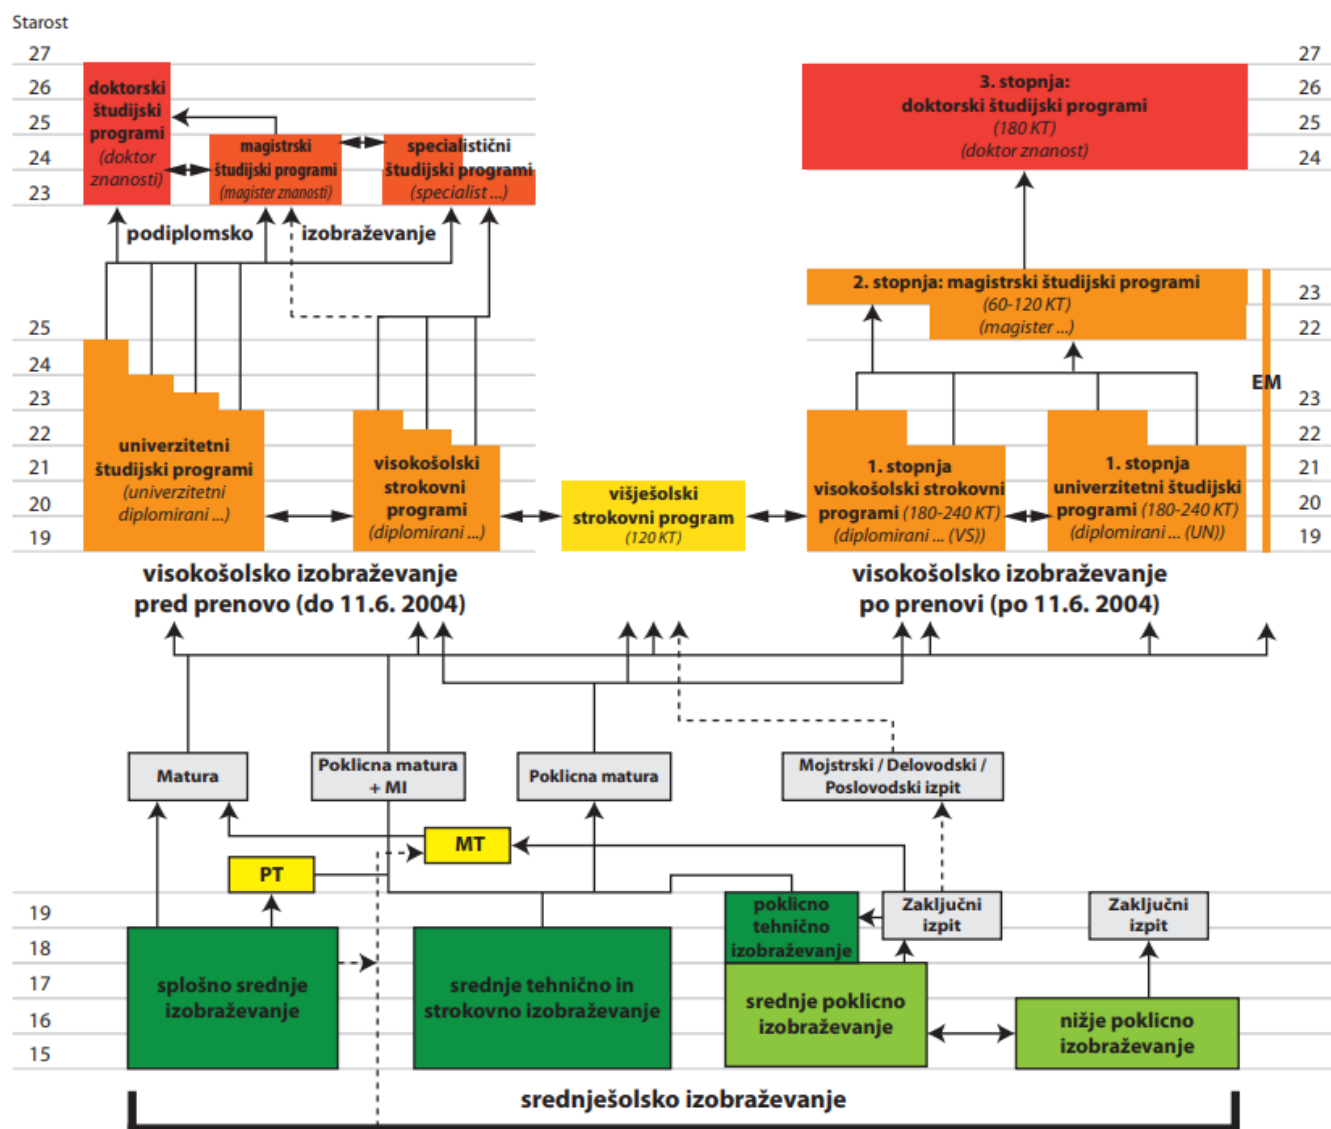 Starost
27
26
25
24
23
25
24
23
22
21
20
19
doktorski
študijski
programi
(doktor
znanosti)
magistrski
študijski programi
(magister znanosti)
specialistični
študijski programi
(specialist ...)
podiplomsko
izobraževanje
univerzitetni
študijski programi
(univerzitetni
diplomirani ...)
visokošolski
strokovni
programi
(diplomirani ...)
višješolski
strokovni program
(120 KT)
3. stopnja:
doktorski študijski programi
(180 KT)
(doktor znanost)
2. stopnja: magistrski študijski programi
(60-120 KT)
(magister ...)
1. stopnja
visokošolski strokovni
programi (180-240 KT)
(diplomirani ... (VS))
1. stopnja
univerzitetni študijski
programi (180-240 KT)
(diplomirani ... (UN))
EM
27
26
25
24
23
22
23
22
21
20
19
visokošolsko izobraževanje
pred prenovo (do 11.6. 2004)
visokošolsko izobraževanje
po prenovi (po 11.6. 2004)
Matura
Poklicna matura
+ MI
Poklicna matura
Mojstrski / Delovodski /
Poslovodski izpit
MT
PT
19
18
17
16
15
splošno srednje
izobraževanje
srednje tehnično in
strokovno izobraževanje
poklicno
tehnično
izobraževanje
Zaključni
izpit
Zaključni
izpit
srednje poklicno
izobraževanje
nižje poklicno
izobraževanje
19
18
17
16
15
srednješolsko izobraževanje